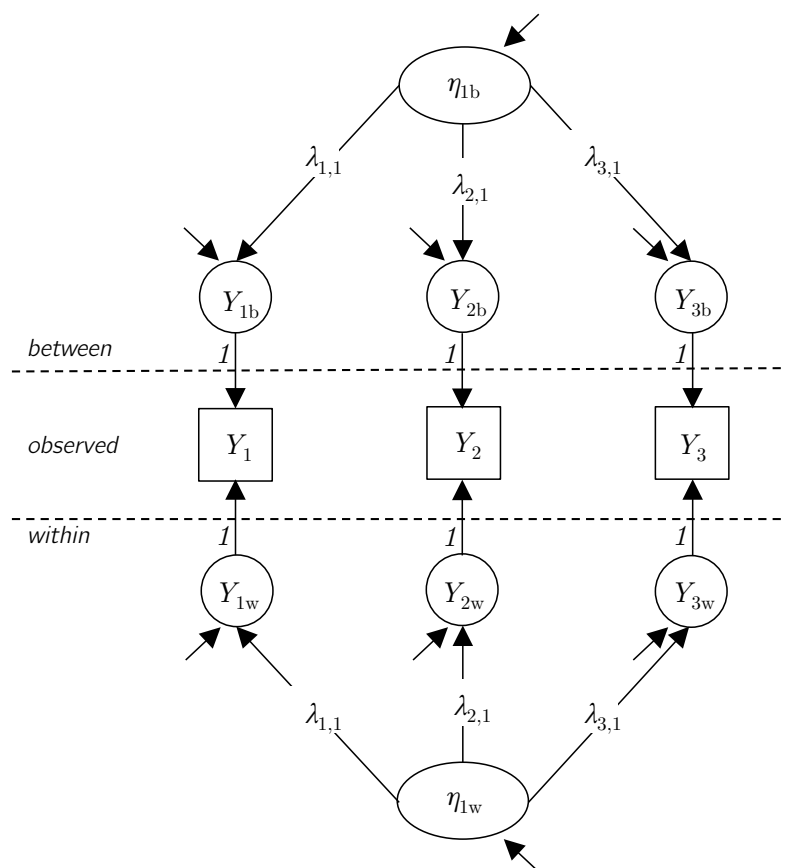 η1b
λ1,1 λ2,1 λ3,1
Y1b Y2b Y3b
between 1 1 1
observed Y1 Y2 Y3
within 1 1 1
Y1w Y2w Y3w
λ1,1 λ2,1 λ3,1
η1w